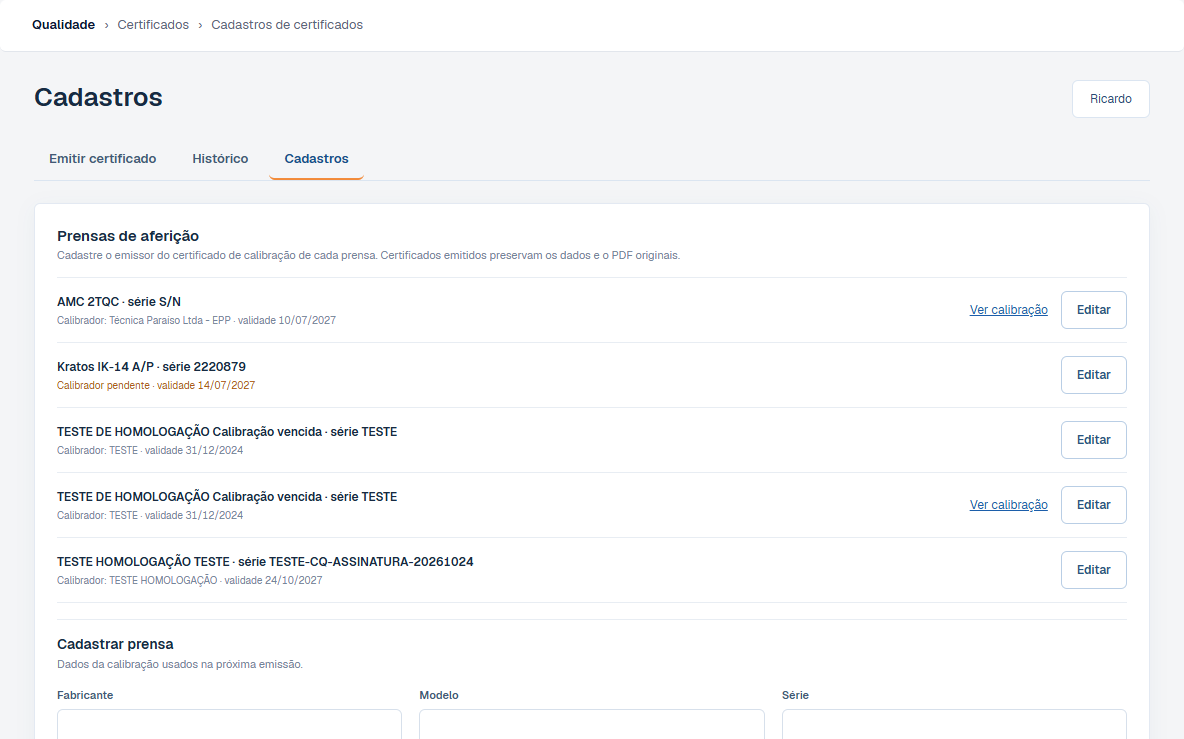 Qualidade › Certificados › Cadastros de certificados
Cadastros
Ricardo
Emitir certificado Histórico Cadastros
Prensas de aferição
Cadastre o emissor do certificado de calibração de cada prensa. Certificados emitidos preservam os dados e o PDF originais.
AMC 2TQC · série S/N
Calibrador: Técnica Paraiso Ltda - EPP · validade 10/07/2027
Ver calibração Editar
Kratos IK-14 A/P · série 2220879
Calibrador pendente · validade 14/07/2027
Editar
TESTE DE HOMOLOGAÇÃO Calibração vencida · série TESTE
Calibrador: TESTE · validade 31/12/2024
Editar
TESTE DE HOMOLOGAÇÃO Calibração vencida · série TESTE
Calibrador: TESTE · validade 31/12/2024
Ver calibração Editar
TESTE HOMOLOGAÇÃO TESTE · série TESTE-CQ-ASSINATURA-20261024
Calibrador: TESTE HOMOLOGAÇÃO · validade 24/10/2027
Editar
Cadastrar prensa
Dados da calibração usados na próxima emissão.
Fabricante Modelo Série